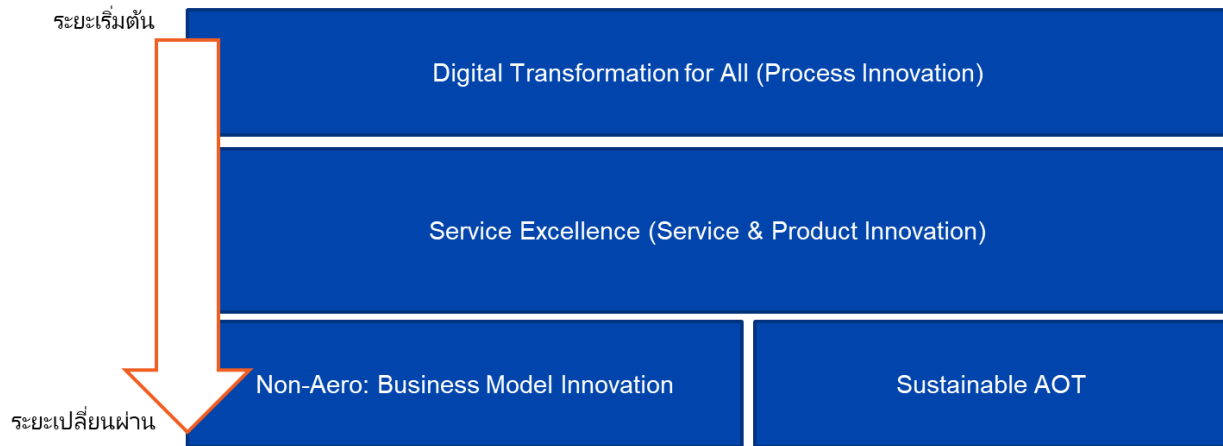 ระยะเริ่มต้น
Digital Transformation for All (Process Innovation)
Service Excellence (Service & Product Innovation)
Non-Aero: Business Model Innovation
Sustainable AOT
ระยะเปลี่ยนผ่าน